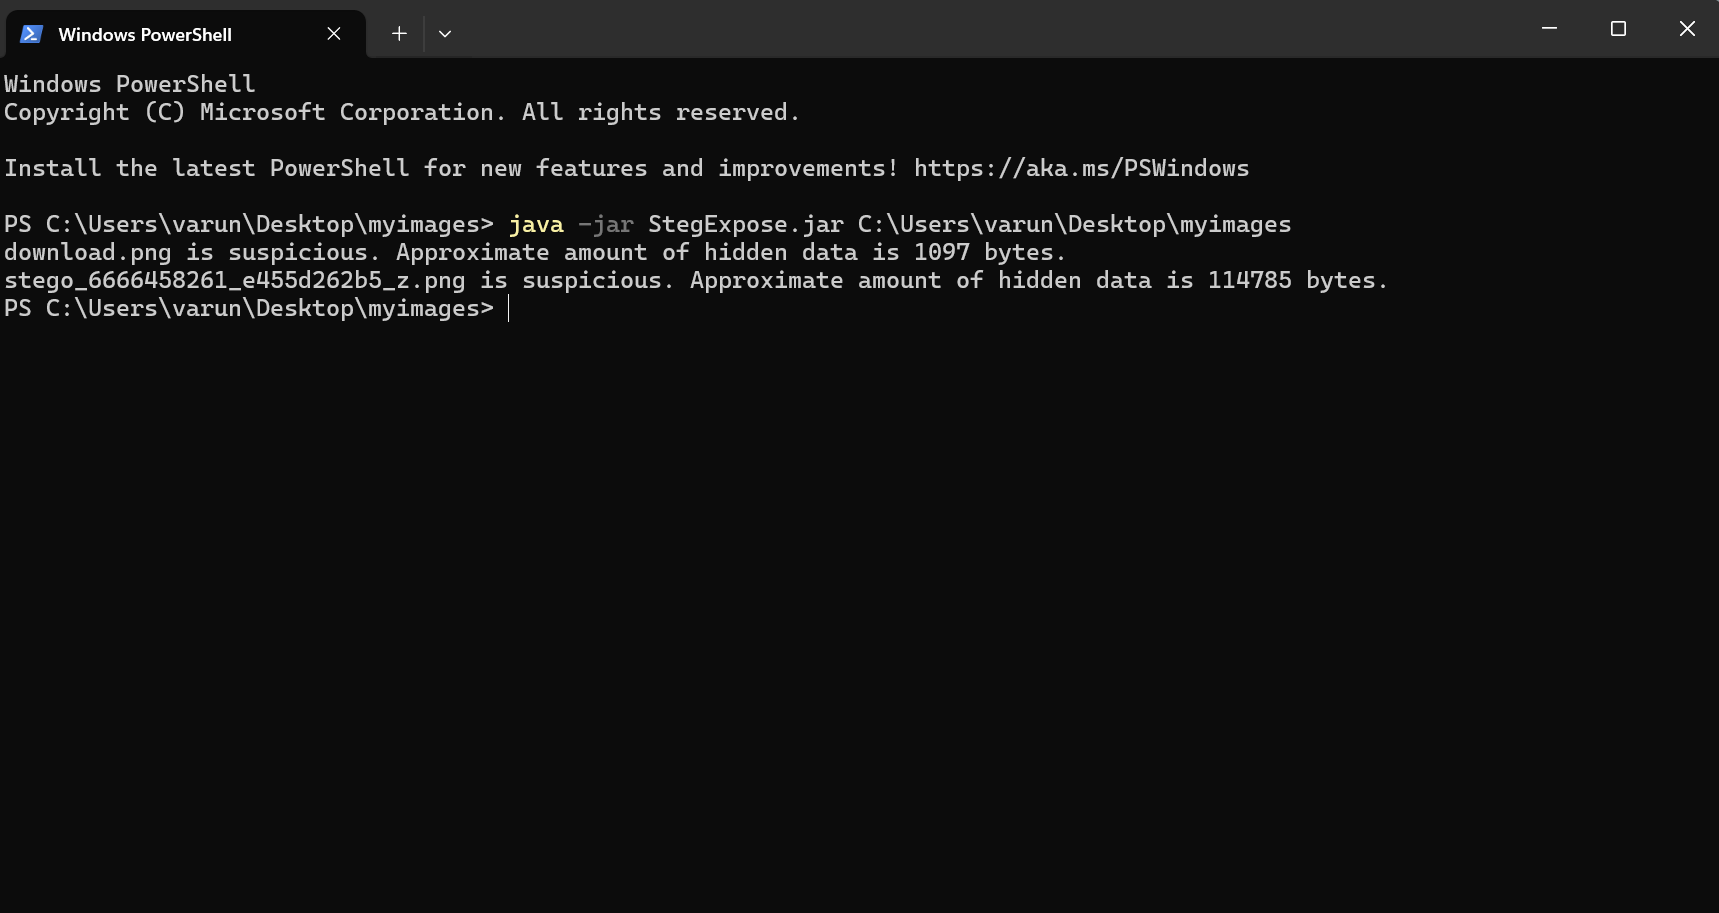 Windows PowerShell
Windows PowerShell
Copyright (C) Microsoft Corporation. All rights reserved.
Install the latest PowerShell for new features and improvements! https://aka.ms/PSWindows
PS C:\Users\varun\Desktop\myimages> java -jar StegExpose.jar C:\Users\varun\Desktop\myimages
download.png is suspicious. Approximate amount of hidden data is 1097 bytes.
stego_6666458261_e455d262b5_z.png is suspicious. Approximate amount of hidden data is 114785 bytes.
PS C:\Users\varun\Desktop\myimages>